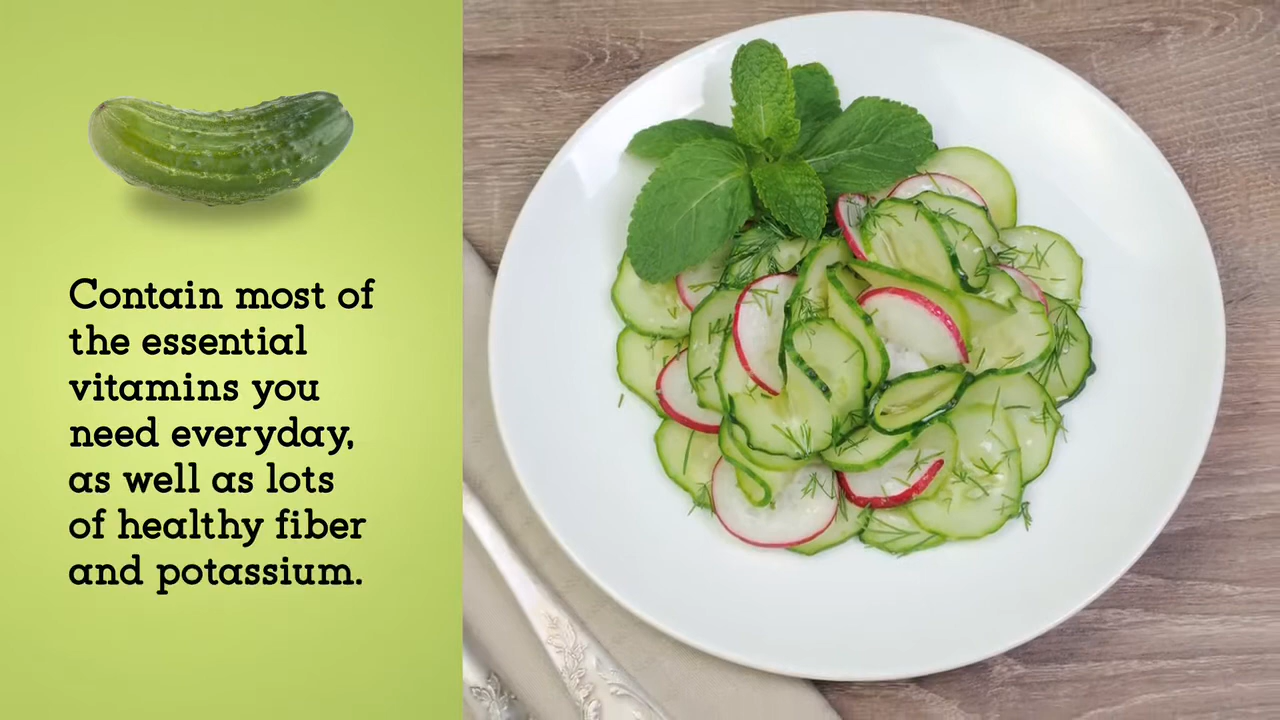 Contain most of
the essential
vitamins you
need everyday,
as well as lots
of healthy fiber
and potassium.